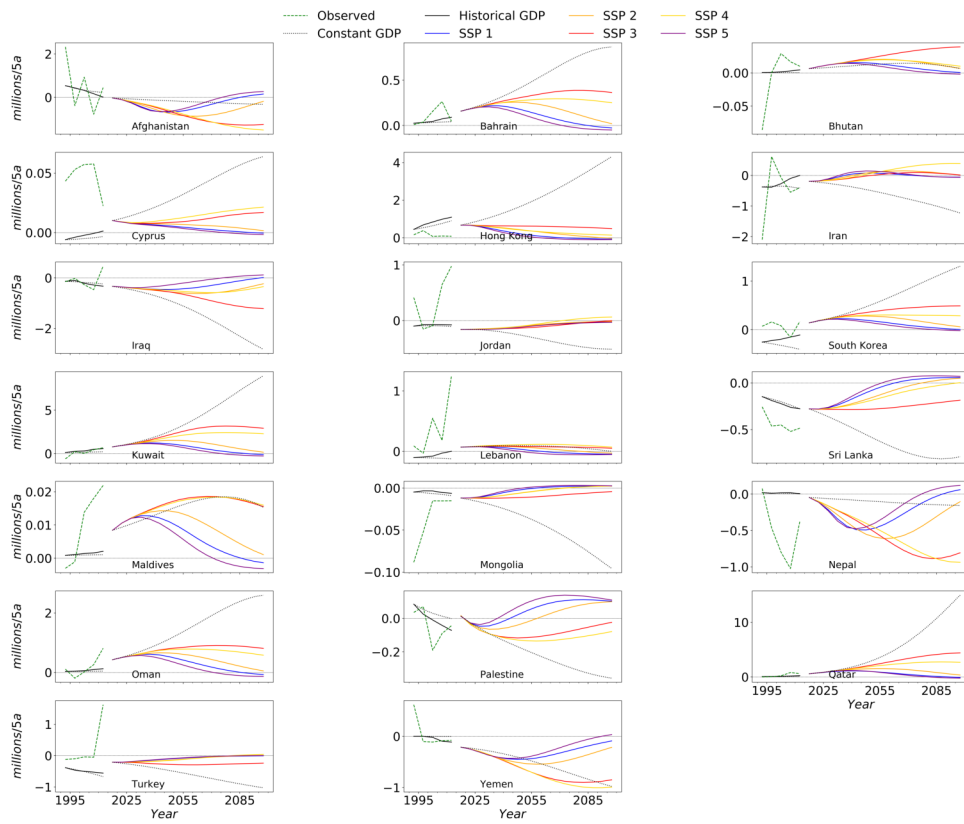 Observed Historical GDP SSP 2 SSP 4
Constant GDP SSP 1 SSP 3 SSP 5
millions/5a
2
0
Afghanistan
0.5
0.0
Bahrain
0.00
−0.05
Bhutan
millions/5a
0.05
0.00
Cyprus
4
2
0
Hong Kong
0
−1
−2
Iran
millions/5a
0
−2
Iraq
1
0
Jordan
1
0
South Korea
millions/5a
5
0
Kuwait
1
0
Lebanon
0.0
−0.5
Sri Lanka
millions/5a
0.02
0.01
0.00
Maldives
0.00
−0.05
−0.10
Mongolia
0.0
−0.5
−1.0
Nepal
millions/5a
2
0
Oman
0.0
−0.2
Palestine
10
0
Qatar
1995 2025 2055 2085
Year
millions/5a
1
0
−1
Turkey
1995 2025 2055 2085
Year
0
−1
Yemen
1995 2025 2055 2085
Year